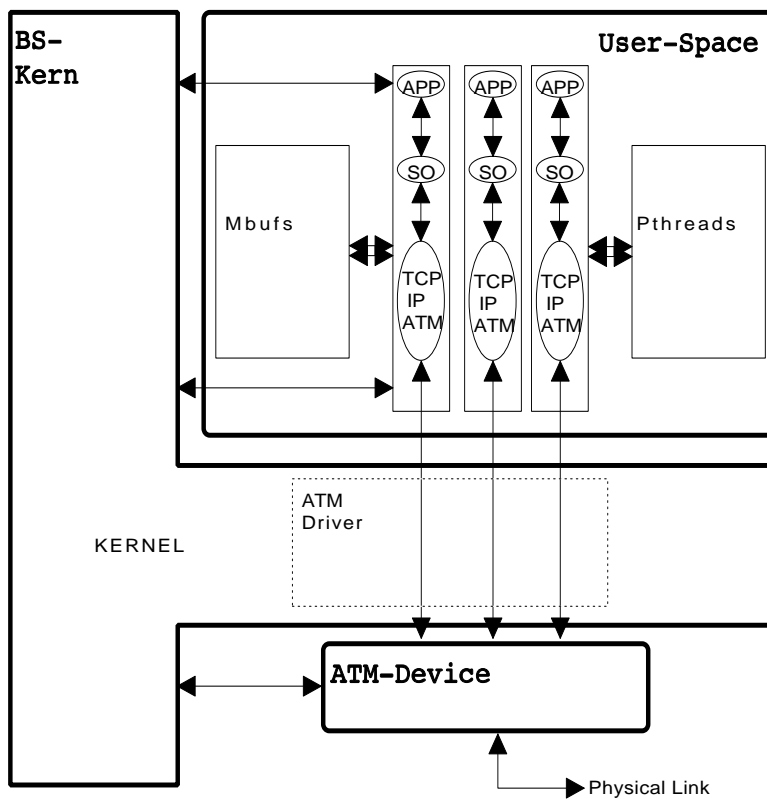 BS-
Kern
User-Space
APP
APP
APP
SO
SO
SO
Mbufs
Pthreads
TCP
IP
ATM
TCP
IP
ATM
TCP
IP
ATM
ATM
Driver
KERNEL
ATM-Device
Physical Link